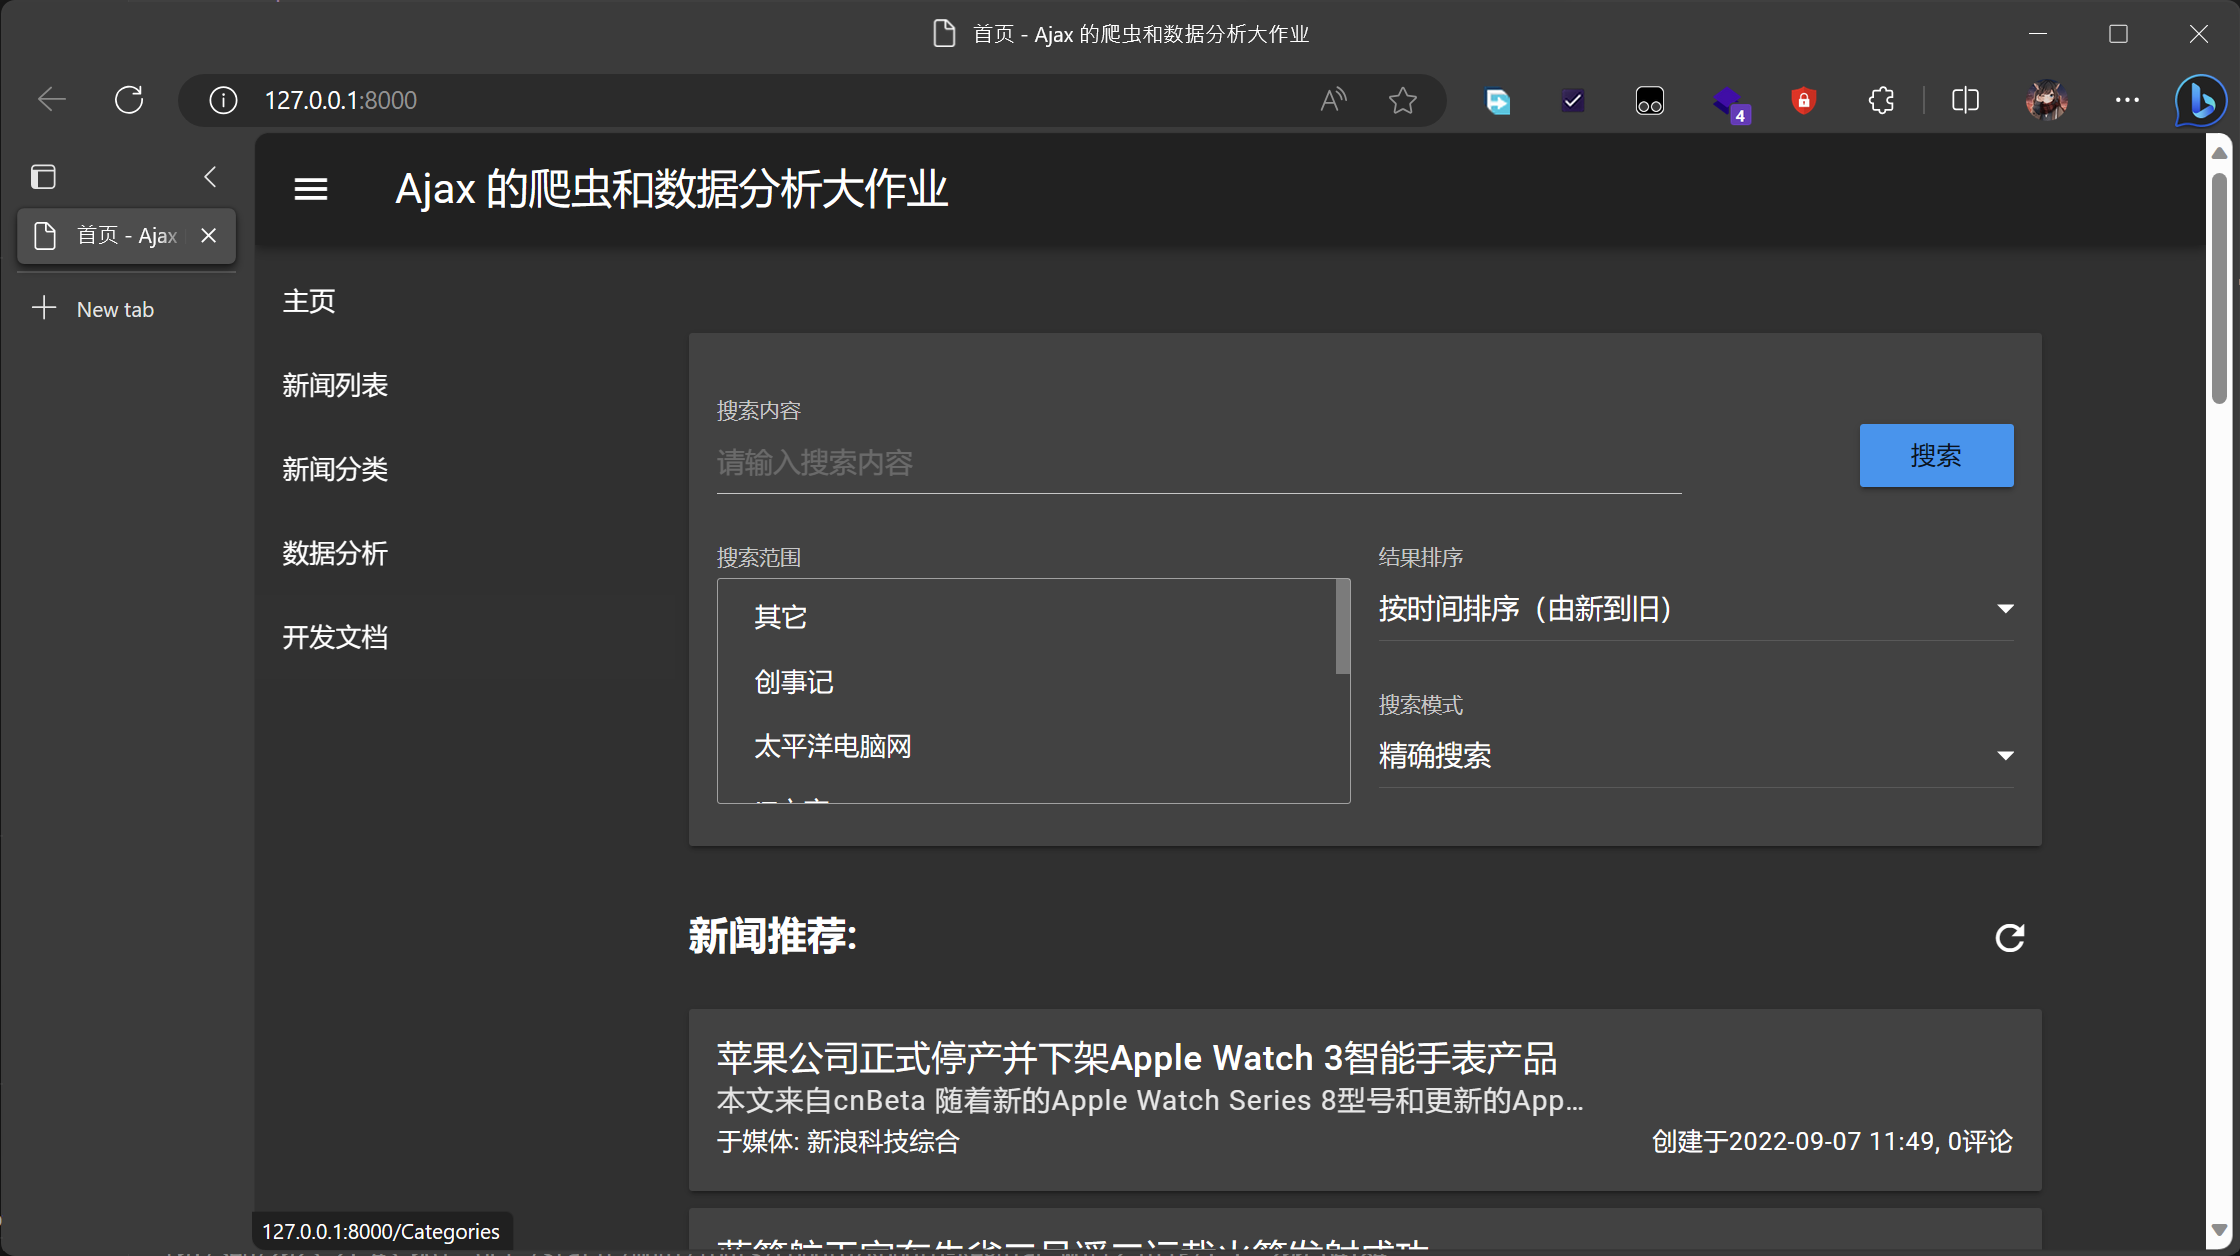 首页 - Ajax 的爬虫和数据分析大作业
127.0.0.1:8000
4
首页 - Ajax
New tab
Ajax 的爬虫和数据分析大作业
主页
新闻列表
新闻分类
数据分析
开发文档
搜索内容
请输入搜索内容
搜索
搜索范围
其它
创事记
太平洋电脑网
结果排序
按时间排序（由新到旧）
搜索模式
精确搜索
新闻推荐:
苹果公司正式停产并下架Apple Watch 3智能手表产品
本文来自cnBeta 随着新的Apple Watch Series 8型号和更新的App...
于媒体: 新浪科技综合
创建于2022-09-07 11:49, 0评论
127.0.0.1:8000/Categories